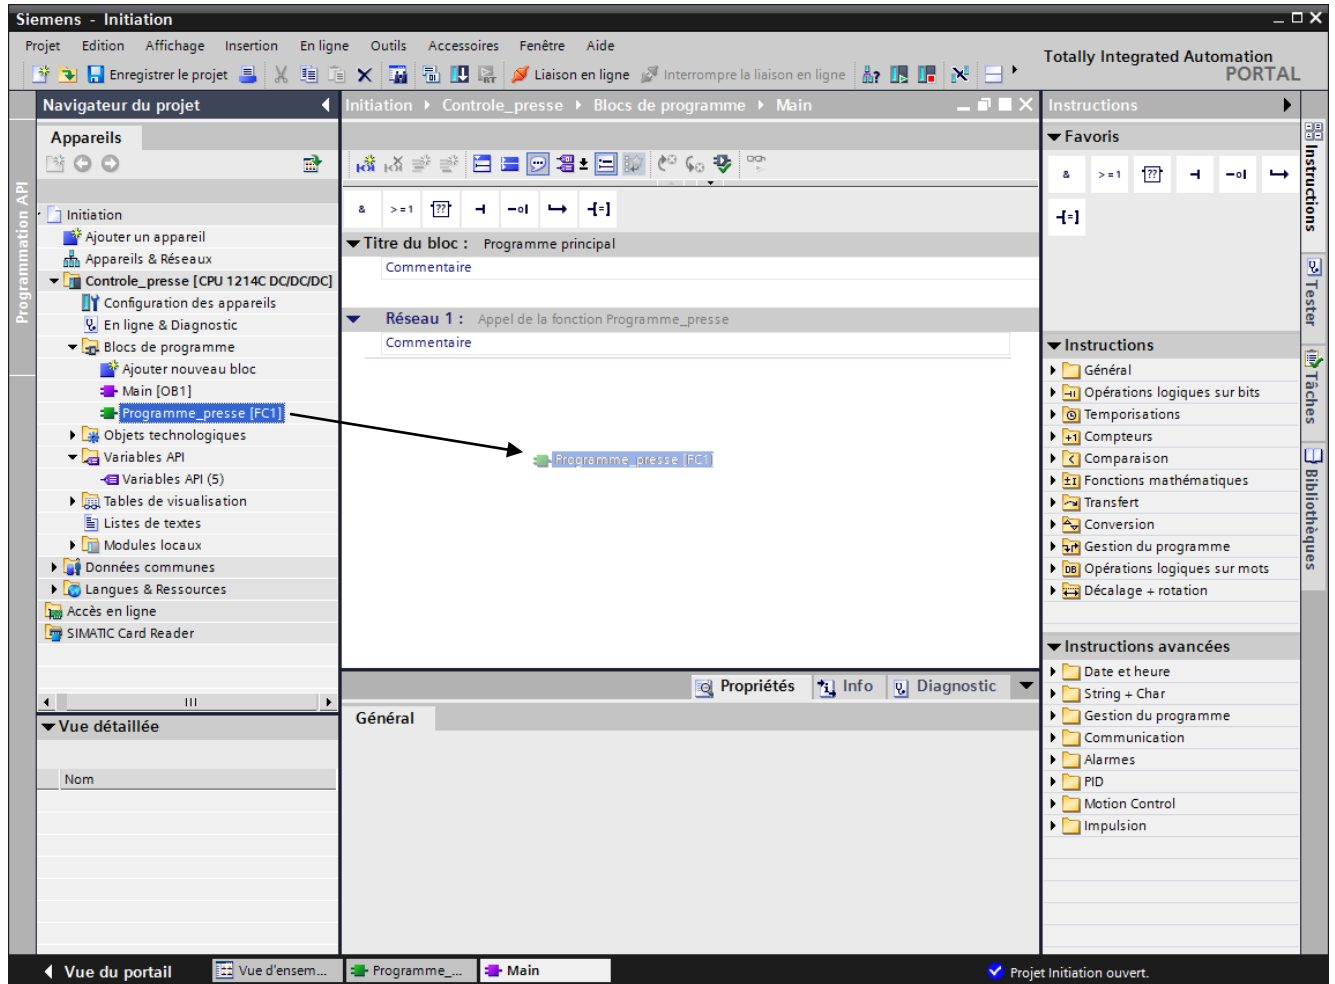 Siemens - Initiation
Projet Edition Affichage Insertion En ligne Outils Accessoires Fenêtre Aide
Enregistrer le projet Liaison en ligne Interrompre la liaison en ligne
Totally Integrated Automation
PORTAL
Programmation API
Navigateur du projet
Appareils
Initiation
Ajouter un appareil
Appareils & Réseaux
Controle_presse [CPU 1214C DC/DC/DC]
Configuration des appareils
En ligne & Diagnostic
Blocs de programme
Ajouter nouveau bloc
Main [OB1]
Programme_presse [FC1]
Objets technologiques
Variables API
Variables API (5)
Tables de visualisation
Listes de textes
Modules locaux
Données communes
Langues & Ressources
Accès en ligne
SIMATIC Card Reader
Vue détaillée
Nom
Initiation Controle_presse Blocs de programme Main
& >=1 ??
Titre du bloc : Programme principal
Commentaire
Réseau 1 : Appel de la fonction Programme_presse
Commentaire
Programme_presse [FC1]
Propriétés Info Diagnostic
Général
Instructions
Favoris
& >=1 ??
Instructions
Général
Opérations logiques sur bits
Temporisations
Compteurs
Comparaison
Fonctions mathématiques
Transfert
Conversion
Gestion du programme
Opérations logiques sur mots
Décalage + rotation
Instructions avancées
Date et heure
String + Char
Gestion du programme
Communication
Alarmes
PID
Motion Control
Impulsion
Instructions
Tester
Tâches
Bibliothèques
Vue du portail Vue d'ensem... Programme_... Main Projet Initiation ouvert.